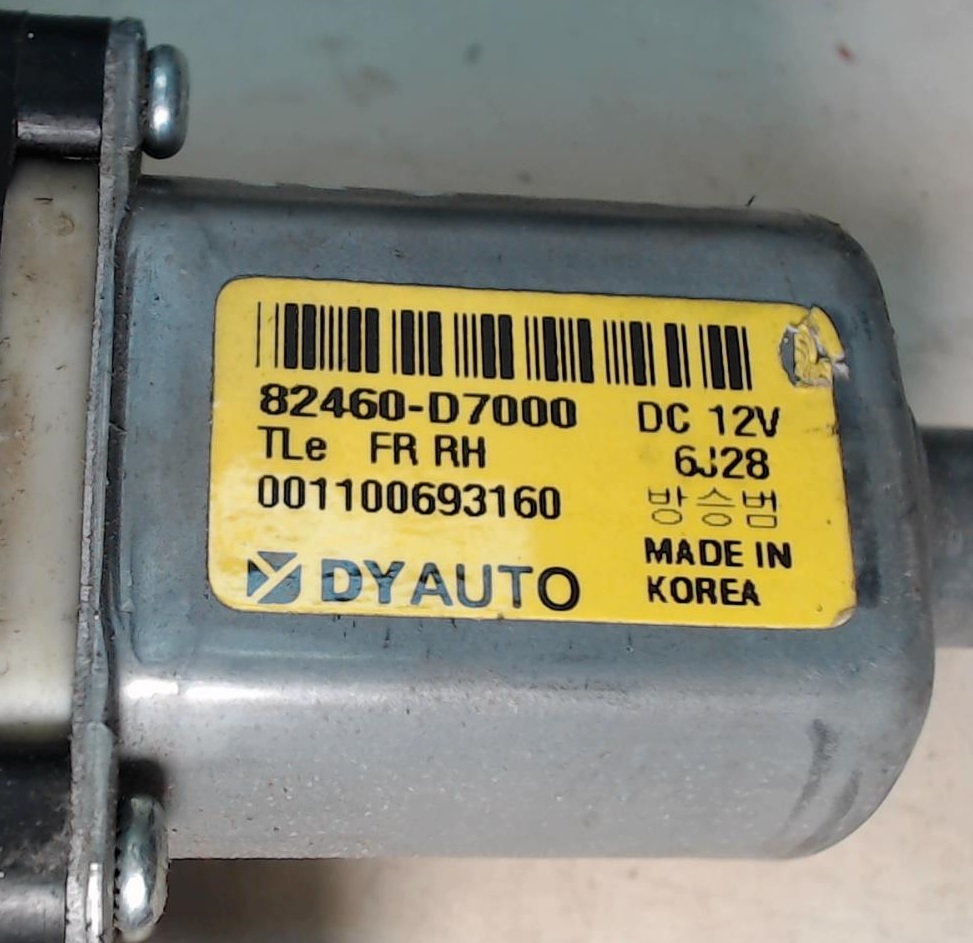 82460-D7000 DC 12V
TLe FR RH 6J28
001100693160 방승범
DYAUTO MADE IN
KOREA